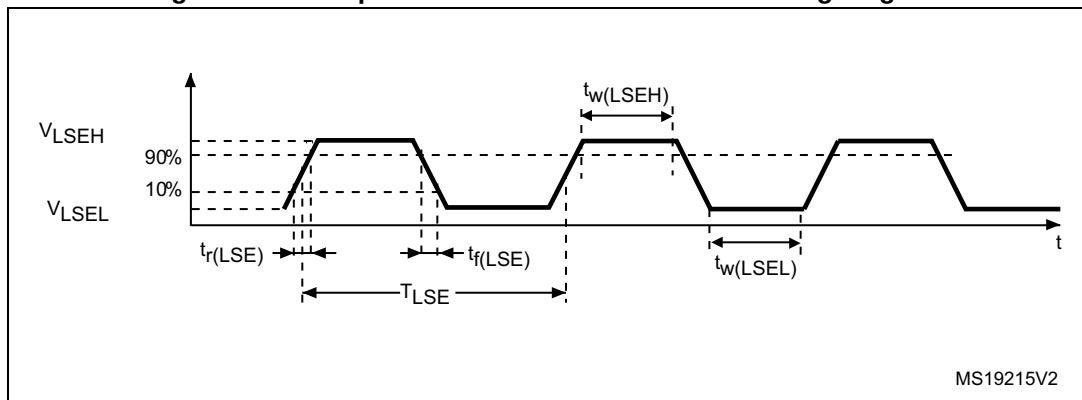 tw(LSEH)
VLSEH
90%
10%
VLSEL
tr(LSE)
tf(LSE)
t
tw(LSEL)
TLSE
MS19215V2